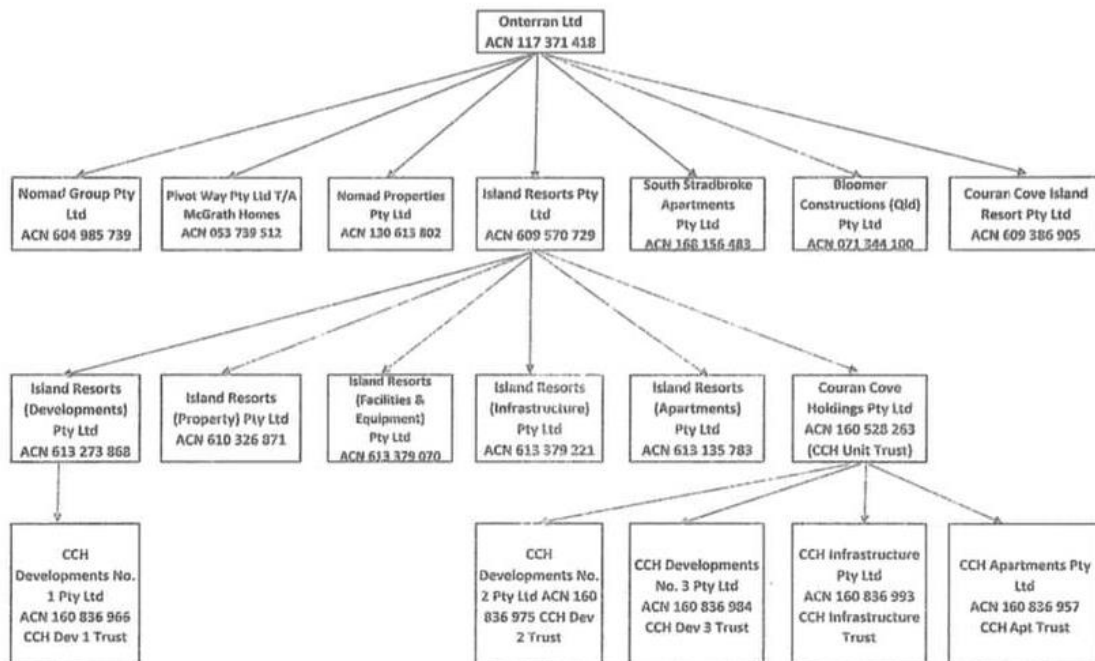 Onterran Ltd
ACN 117 371 418
Nomad Group Pty
Ltd
ACN 604 985 739
Pivot Way Pty Ltd T/A
McGrath Homes
ACN 053 739 512
Nomad Properties
Pty Ltd
ACN 130 613 802
Island Resorts Pty
Ltd
ACN 609 570 729
South Stradbroke
Apartments
Pty Ltd
ACN 168 156 483
Bloomer
Constructions (Qld)
Pty Ltd
ACN 071 344 100
Couran Cove Island
Resort Pty Ltd
ACN 609 386 905
Island Resorts
(Developments)
Pty Ltd
ACN 613 273 868
Island Resorts
(Property) Pty Ltd
ACN 610 326 871
Island Resorts
(Facilities &
Equipment)
Pty Ltd
ACN 613 379 070
Island Resorts
(Infrastructure)
Pty Ltd
ACN 613 379 221
Island Resorts
(Apartments)
Pty Ltd
ACN 613 135 783
Couran Cove
Holdings Pty Ltd
ACN 160 528 263
(CCH Unit Trust)
CCH
Developments No.
1 Pty Ltd
ACN 160 836 966
CCH Dev 1 Trust
CCH
Developments No.
2 Pty Ltd ACN 160
836 975 CCH Dev
2 Trust
CCH Developments
No. 3 Pty Ltd
ACN 160 836 984
CCH Dev 3 Trust
CCH Infrastructure
Pty Ltd
ACN 160 836 993
CCH Infrastructure
Trust
CCH Apartments Pty
Ltd
ACN 160 836 957
CCH Apt Trust